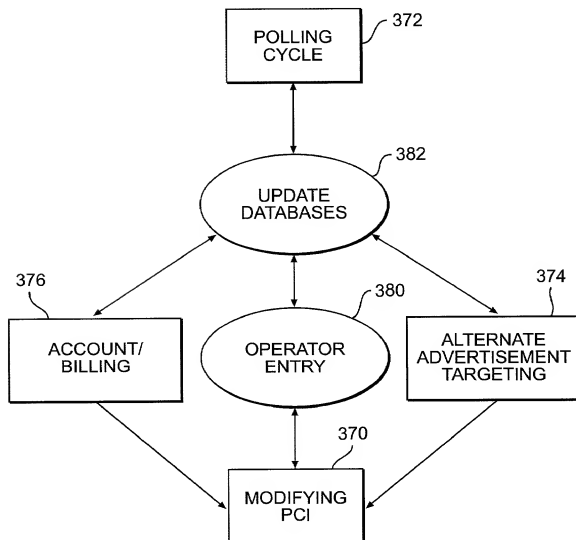 POLLING
CYCLE
372
UPDATE
DATABASES
382
376
ACCOUNT/
BILLING
380
OPERATOR
ENTRY
374
ALTERNATE
ADVERTISEMENT
TARGETING
370
MODIFYING
PCI